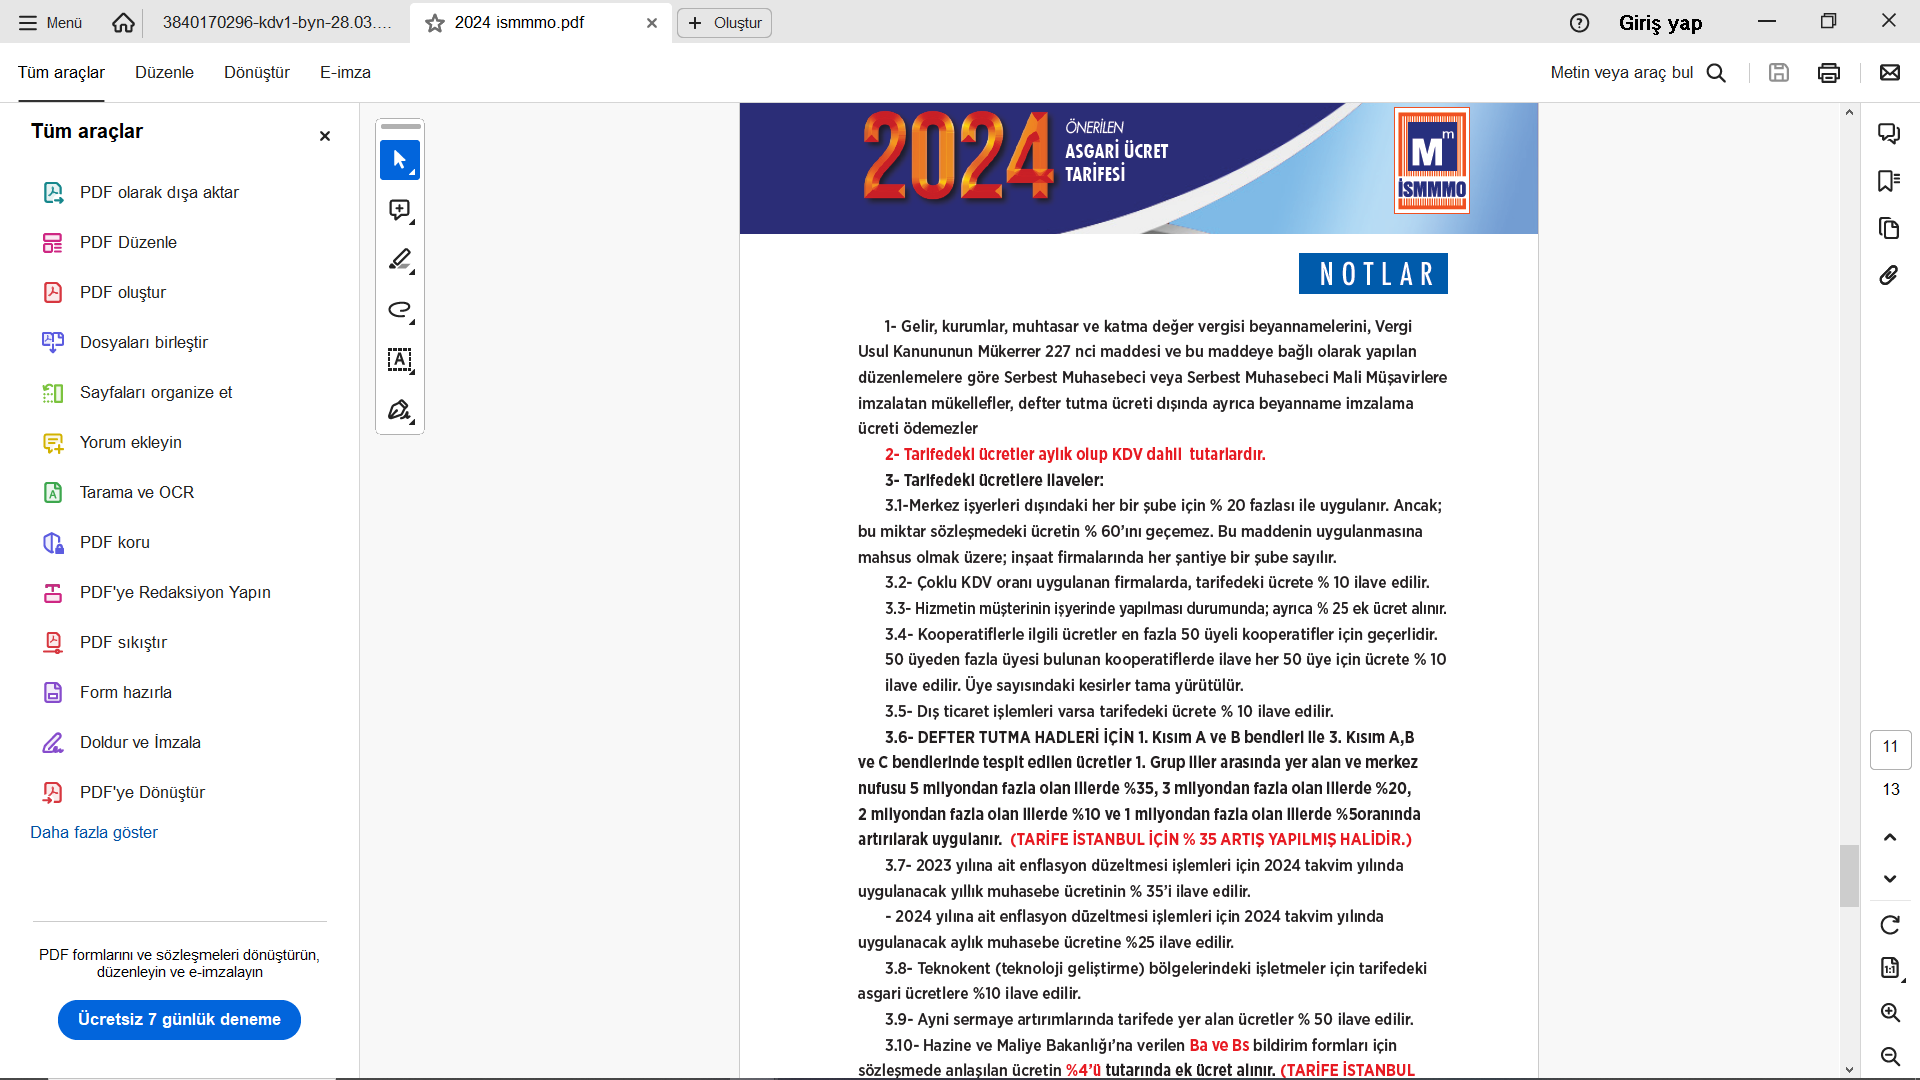 Menü
3840170296-kdv1-byn-28.03....
2024 ismmmo.pdf
Oluştur
Giriş yap
Tüm araçlar
Düzenle
Dönüştür
E-imza
Metin veya araç bul
Tüm araçlar
PDF olarak dışa aktar
PDF Düzenle
PDF oluştur
Dosyaları birleştir
Sayfaları organize et
Yorum ekleyin
Tarama ve OCR
PDF koru
PDF'ye Redaksiyon Yapın
PDF sıkıştır
Form hazırla
Doldur ve İmzala
PDF'ye Dönüştür
Daha fazla göster
PDF formlarını ve sözleşmeleri dönüştürün,
düzenleyin ve e-imzalayın
Ücretsiz 7 günlük deneme
2024
ÖNERİLEN
ASGARİ ÜCRET
TARİFESİ
Mm
İSMMMO
NOTLAR
1- Gelir, kurumlar, muhtasar ve katma değer vergisi beyannamelerini, Vergi
Usul Kanununun Mükerrer 227 nci maddesi ve bu maddeye bağlı olarak yapılan
düzenlemelere göre Serbest Muhasebeci veya Serbest Muhasebeci Mali Müşavirlere
imzalatan mükellefler, defter tutma ücreti dışında ayrıca beyanname imzalama
ücreti ödemezler
2- Tarifedeki ücretler aylık olup KDV dahil  tutarlardır.
3- Tarifedeki ücretlere ilaveler:
3.1-Merkez işyerleri dışındaki her bir şube için % 20 fazlası ile uygulanır. Ancak;
bu miktar sözleşmedeki ücretin % 60’ını geçemez. Bu maddenin uygulanmasına
mahsus olmak üzere; inşaat firmalarında her şantiye bir şube sayılır.
3.2- Çoklu KDV oranı uygulanan firmalarda, tarifedeki ücrete % 10 ilave edilir.
3.3- Hizmetin müşterinin işyerinde yapılması durumunda; ayrıca % 25 ek ücret alınır.
3.4- Kooperatiflerle ilgili ücretler en fazla 50 üyeli kooperatifler için geçerlidir.
50 üyeden fazla üyesi bulunan kooperatiflerde ilave her 50 üye için ücrete % 10
ilave edilir. Üye sayısındaki kesirler tama yürütülür.
3.5- Dış ticaret işlemleri varsa tarifedeki ücrete % 10 ilave edilir.
3.6- DEFTER TUTMA HADLERİ İÇİN 1. Kısım A ve B bendleri ile 3. Kısım A,B
ve C bendlerinde tespit edilen ücretler 1. Grup iller arasında yer alan ve merkez
nufusu 5 milyondan fazla olan illerde %35, 3 milyondan fazla olan illerde %20,
2 milyondan fazla olan illerde %10 ve 1 milyondan fazla olan illerde %5oranında
artırılarak uygulanır.  (TARİFE İSTANBUL İÇİN % 35 ARTIŞ YAPILMIŞ HALİDİR.)
3.7- 2023 yılına ait enflasyon düzeltmesi işlemleri için 2024 takvim yılında
uygulanacak yıllık muhasebe ücretinin % 35’i ilave edilir.
- 2024 yılına ait enflasyon düzeltmesi işlemleri için 2024 takvim yılında
uygulanacak aylık muhasebe ücretine %25 ilave edilir.
3.8- Teknokent (teknoloji geliştirme) bölgelerindeki işletmeler için tarifedeki
asgari ücretlere %10 ilave edilir.
3.9- Ayni sermaye artırımlarında tarifede yer alan ücretler % 50 ilave edilir.
3.10- Hazine ve Maliye Bakanlığı’na verilen Ba ve Bs bildirim formları için
sözleşmede anlaşılan ücretin %4’ü tutarında ek ücret alınır. (TARİFE İSTANBUL
11
13